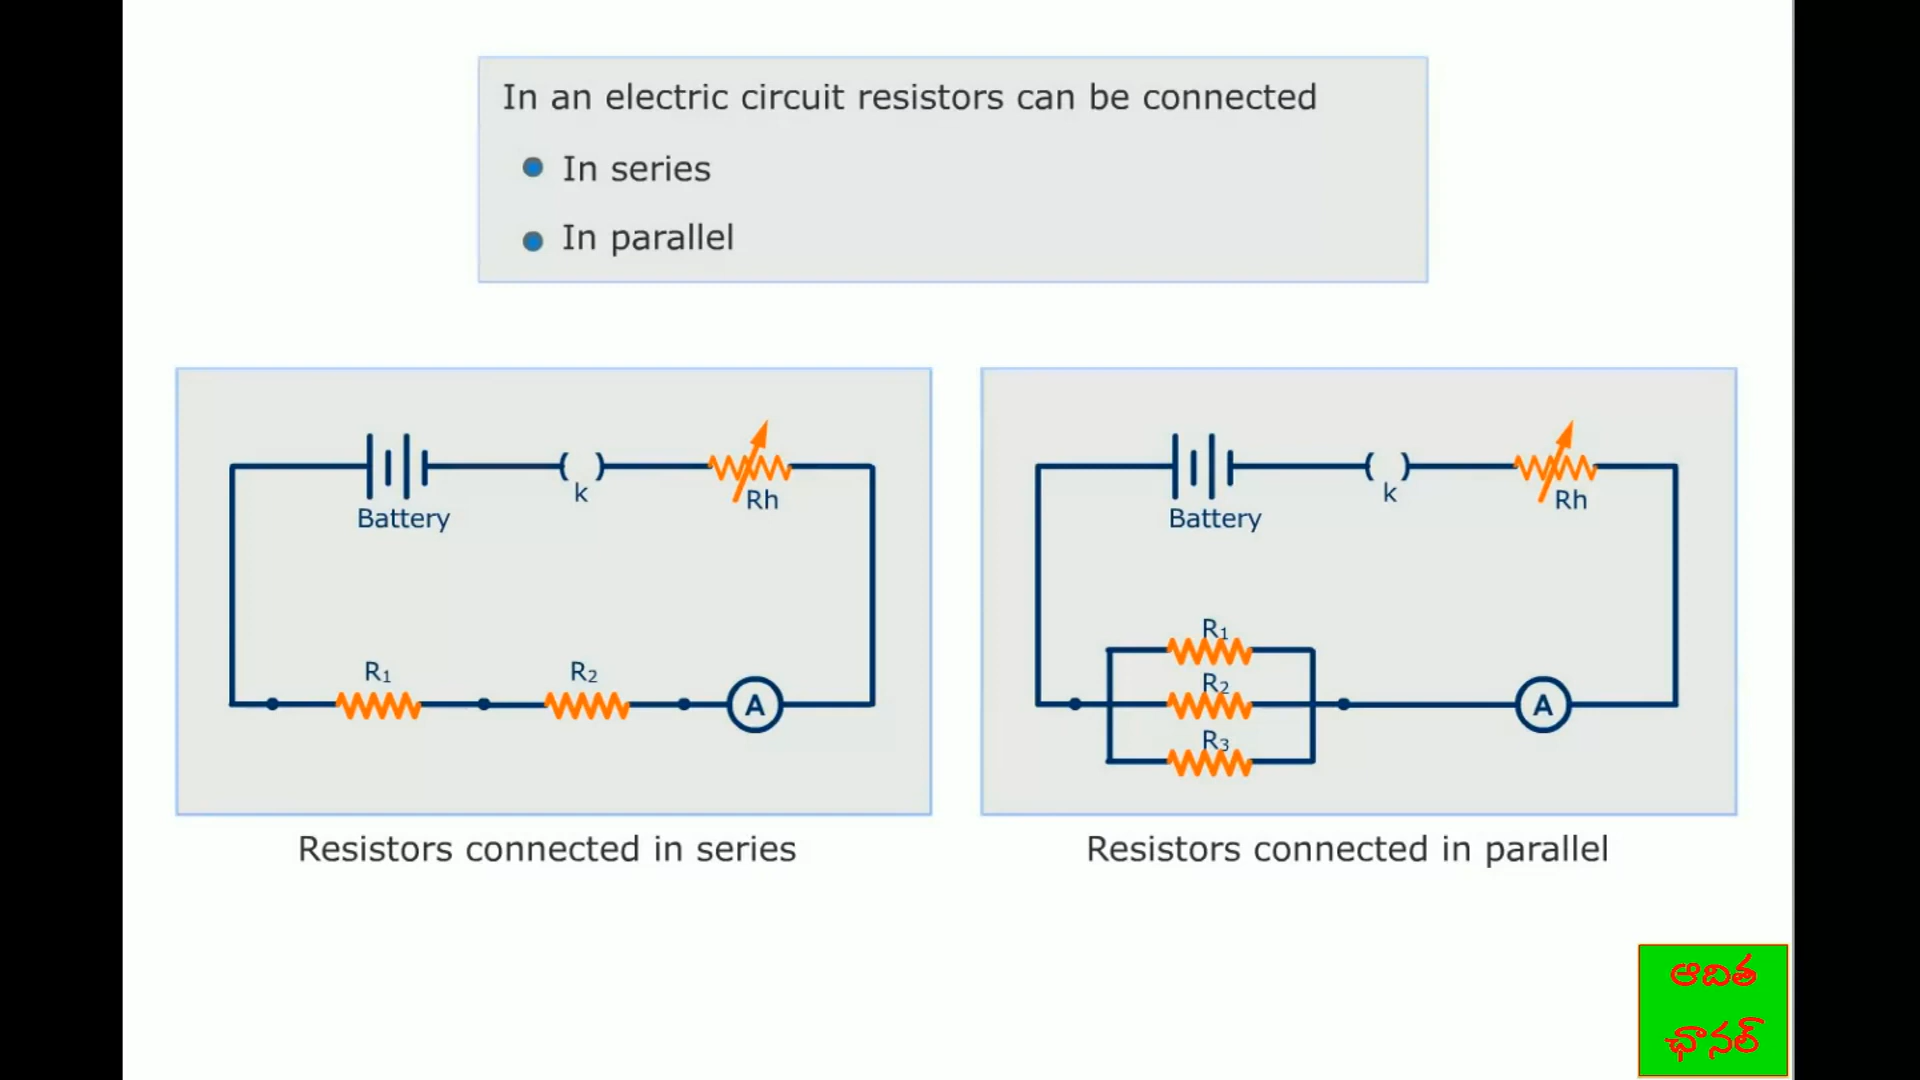 In an electric circuit resistors can be connected
In series
In parallel
Battery
k
Rh
R1
R2
A
Resistors connected in series
Battery
k
Rh
R1
R2
R3
A
Resistors connected in parallel
ఆదిత
ఛానల్